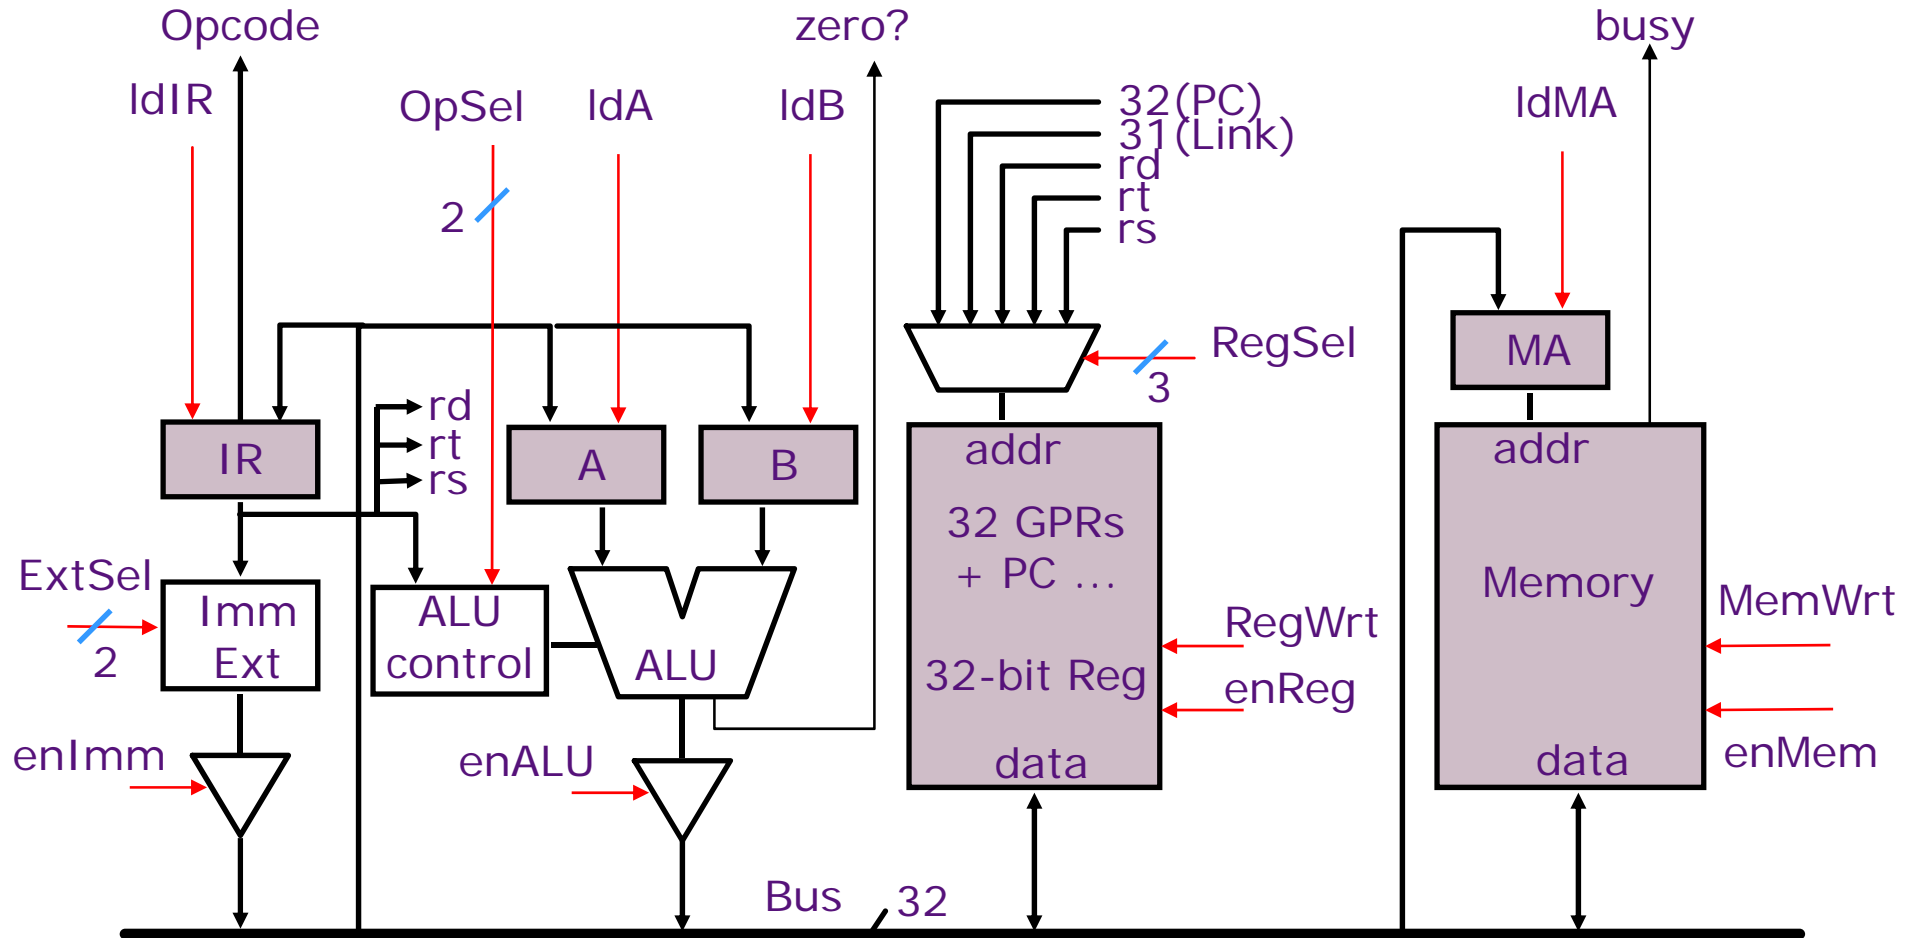 Opcode
zero?
busy
ldIR
OpSel
ldA
ldB
32(PC)
31(Link)
rd
rt
rs
ldMA
2
RegSel
3
MA
rd
rt
rs
IR
A
B
addr
32 GPRs
+ PC ...
32-bit Reg
data
addr
Memory
data
ExtSel
2
Imm
Ext
ALU
control
ALU
RegWrt
enReg
MemWrt
enMem
enImm
enALU
Bus
32